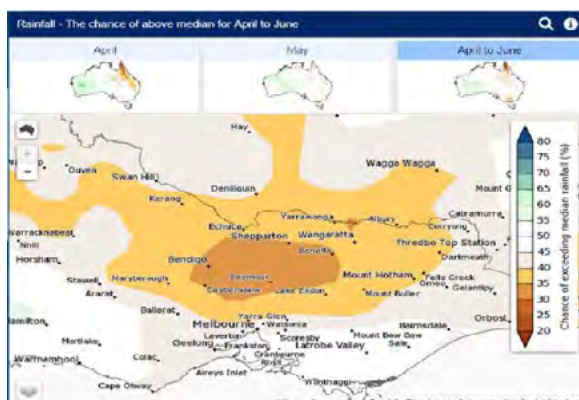 Rainfall - The chance of above median for April to June
April
May
April to June
Hay
Wagga Wagga
Ouyen
Swan Hill
Deniliquin
Mount G
Kerang
Cabramurra
Yarrawonga
Albury
Corryong
Echuca
Warracknabeal
Shepparton
Wangaratta
Thredbo Top Station
Nhill
Benalla
Dartmouth
Horsham
Bendigo
Mount Hotham
Falls Creek
Stawell
Maryborough
Seymour
Omeo
Gelantipy
Ararat
Castlemaine
Lake Eildon
Mount Buller
Ballarat
Yarra Glen
Orbost
Hamilton
Melbourne
Wallaroo
Bairnsdale
Laverton
Scoresby
Mount Baw Baw
Mortlake
Geelong
Frankston
Latrobe Valley
Sale
Cranbourne
Warrnambool
Colac
Rhyll
Aireys Inlet
Wonthaggi
Cape Otway
Chance of exceeding median rainfall (%)
80
75
70
65
60
55
50
45
40
35
30
25
20